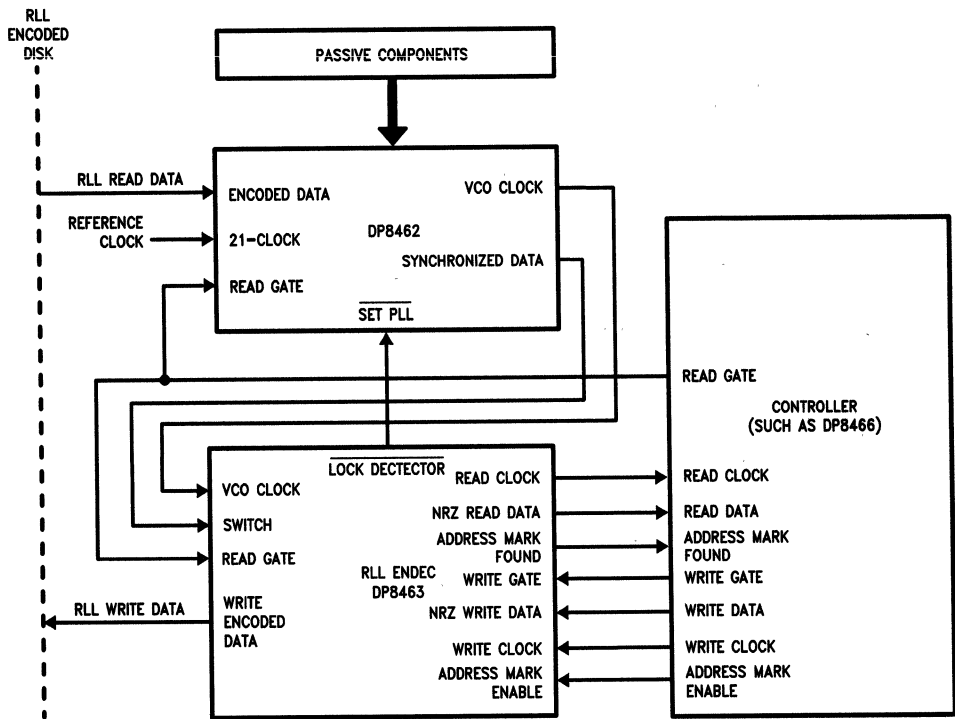 RLL
ENCODED
DISK
PASSIVE COMPONENTS
RLL READ DATA
ENCODED DATA
VCO CLOCK
REFERENCE
CLOCK
21-CLOCK
DP8462
SYNCHRONIZED DATA
READ GATE
SET PLL
READ GATE
CONTROLLER
(SUCH AS DP8466)
LOCK DECTECTOR
VCO CLOCK
SWITCH
READ GATE
RLL ENDEC
DP8463
READ CLOCK
NRZ READ DATA
ADDRESS MARK
FOUND
WRITE GATE
NRZ WRITE DATA
WRITE CLOCK
ADDRESS MARK
ENABLE
READ CLOCK
READ DATA
ADDRESS MARK
FOUND
WRITE GATE
WRITE DATA
WRITE CLOCK
ADDRESS MARK
ENABLE
RLL WRITE DATA
WRITE
ENCODED
DATA